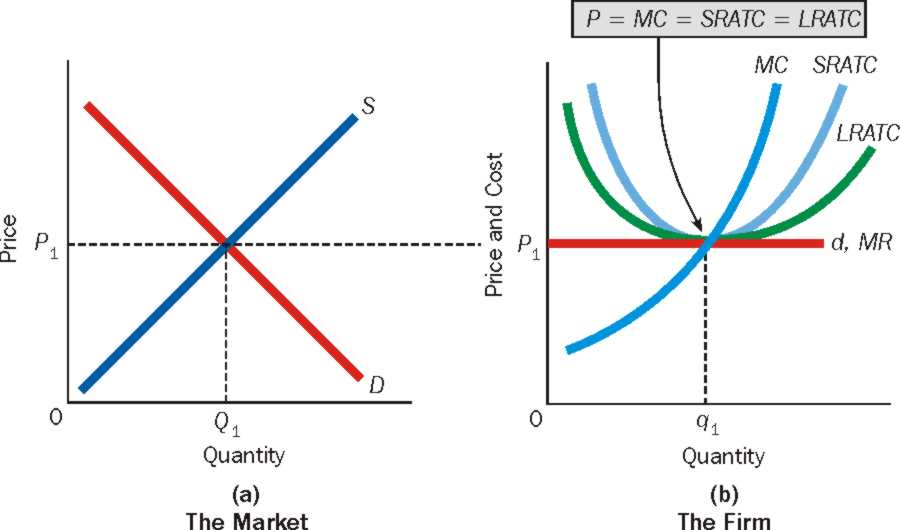 P = MC = SRATC = LRATC
Price
S
P1
D
0
Q1
Quantity
(a)
The Market
Price and Cost
MC
SRATC
LRATC
P1
d, MR
0
q1
Quantity
(b)
The Firm